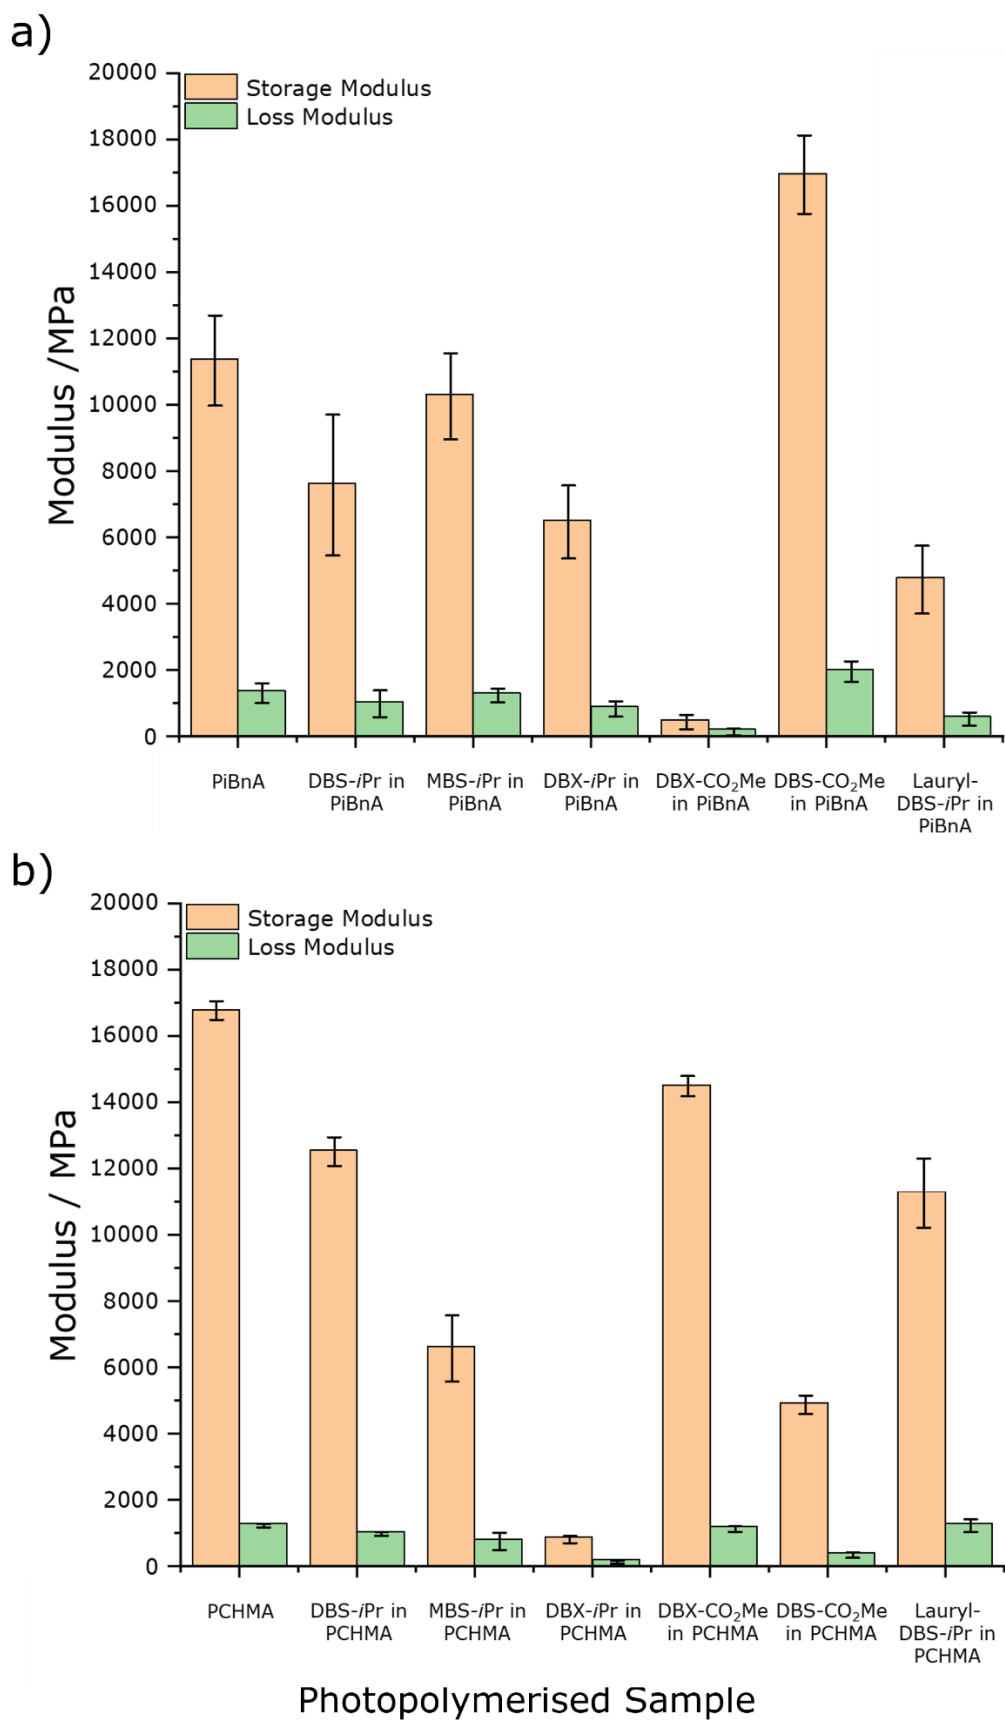 a)
20000
18000
16000
14000
12000
10000
8000
6000
4000
2000
0
Modulus /MPa
Storage Modulus
Loss Modulus
PiBnA
DBS-iPr in
PiBnA
MBS-iPr in
PiBnA
DBX-iPr in
PiBnA
DBX-CO₂Me
in PiBnA
DBS-CO₂Me
in PiBnA
Lauryl-
DBS-iPr in
PiBnA
b)
20000
18000
16000
14000
12000
10000
8000
6000
4000
2000
0
Modulus / MPa
Storage Modulus
Loss Modulus
PCHMA
DBS-iPr in
PCHMA
MBS-iPr in
PCHMA
DBX-iPr in
PCHMA
DBX-CO₂Me
in PCHMA
DBS-CO₂Me
in PCHMA
Lauryl-
DBS-iPr in
PCHMA
Photopolymerised Sample